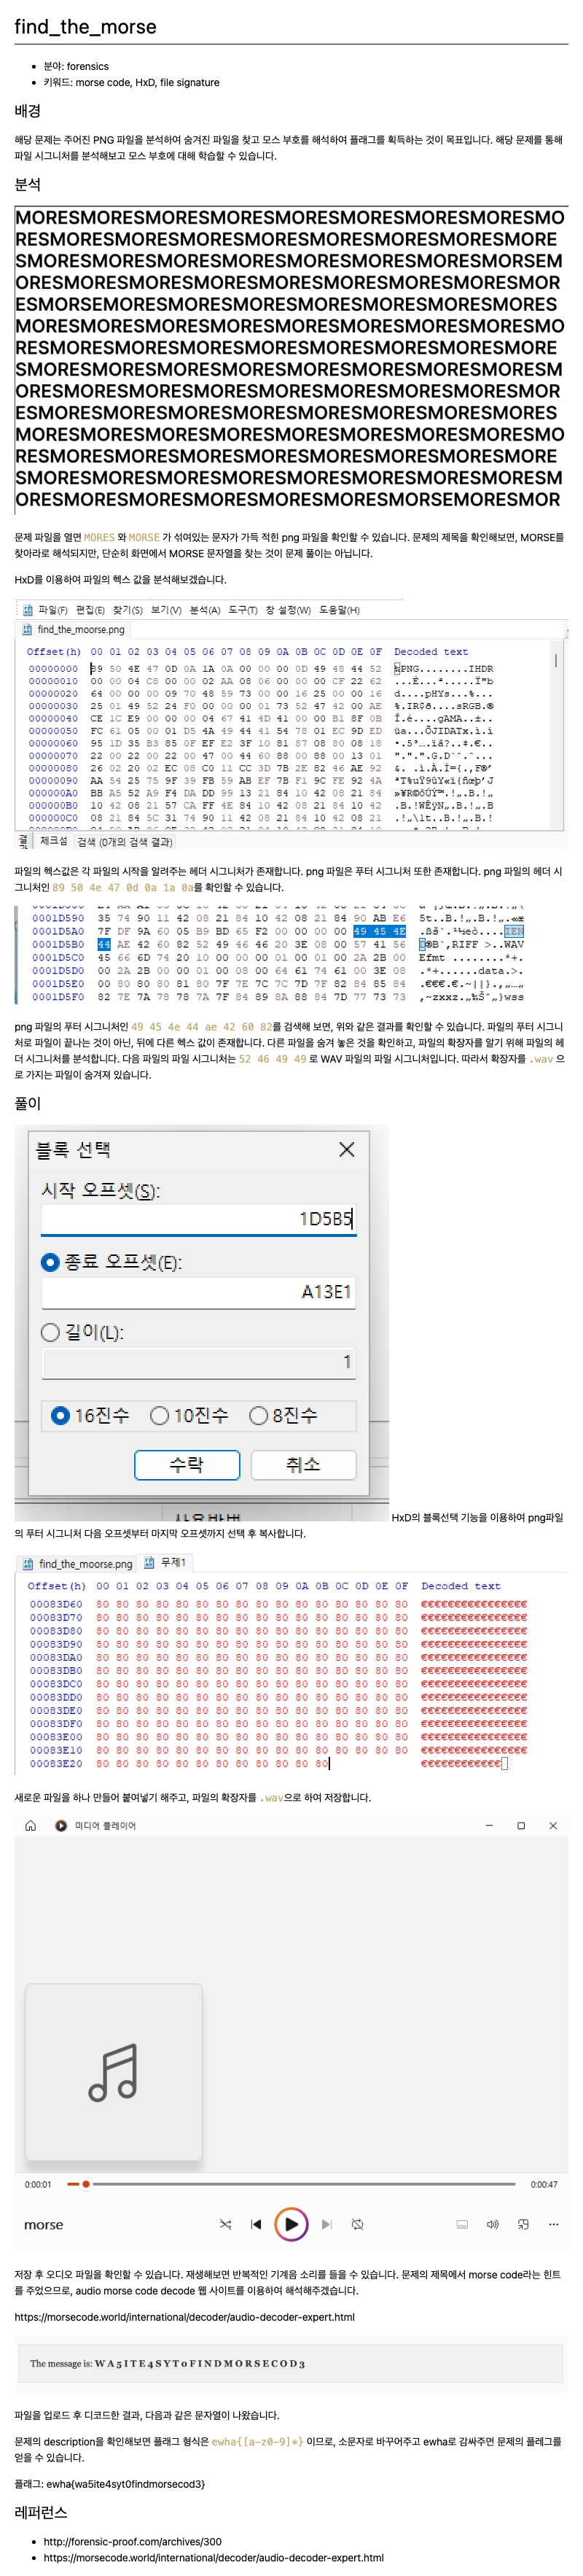 find_the_morse
• 분야: forensics
• 키워드: morse code, HxD, file signature
배경
해당 문제는 주어진 PNG 파일을 분석하여 숨겨진 파일을 찾고 모스 부호를 해석하여 플래그를 획득하는 것이 목표입니다. 해당 문제를 통해
파일 시그니처를 분석해보고 모스 부호에 대해 학습할 수 있습니다.
분석
MORESMORESMORESMORESMORESMORESMORESMORESMO
RESMORESMORESMORESMORESMORESMORESMORESMORE
문제 파일을 열면 MORES 와 MORSE 가 섞여있는 문자가 가득 적힌 png 파일을 확인할 수 있습니다. 문제의 제목을 확인해보면, MORSE를
찾아라로 해석되지만, 단순히 화면에서 MORSE 문자열을 찾는 것이 문제 풀이는 아닙니다.
HxD를 이용하여 파일의 헥스 값을 분석해보겠습니다.
파일(F) 편집(E) 찾기(S) 보기(V) 분석(A) 도구(T) 창 설정(W) 도움말(H)
find_the_moorse.png
Offset(h) 00 01 02 03 04 05 06 07 08 09 0A 0B 0C 0D 0E 0F Decoded text
00000000 89 50 4E 47 0D 0A 1A 0A 00 00 00 0D 49 48 44 52
00000010 00 00 04 C8 00 00 02 AA 08 06 00 00 00 CF 22 62
00000020 64 00 00 00 09 70 48 59 73 00 00 16 25 00 00 16
00000030 25 01 49 52 24 F0 00 00 00 01 73 52 47 42 00 AE
00000040 CE 1C E9 00 00 00 04 67 41 4D 41 00 00 B1 8F 0B
00000050 FC 61 05 00 01 D5 4A 49 44 41 54 78 01 EC 9D ED
00000060 95 1D 35 B3 85 0F EF E2 3F 10 81 87 08 80 08 18
00000070 22 00 22 00 22 00 47 00 44 60 88 00 88 00 13 01
00000080 26 02 20 02 EC 08 C0 11 CC 3D 7B 2E 82 46 AE 92
00000090 AA 54 25 75 9F 39 FB 59 AB EF 7B F1 9C FE 92 4A
000000A0 BB A5 52 A9 F4 DA DD 99 13 21 84 10 42 08 21 84
000000B0 10 42 08 21 57 CA FF 4E 84 10 42 08 21 84 10 42
000000C0 08 21 84 5C 31 74 90 11 42 08 21 84 10 42 08 21
체크섬 검색 (0개의 검색 결과)
파일의 헥스값은 각 파일의 시작을 알려주는 헤더 시그니처가 존재합니다. png 파일은 푸터 시그니처 또한 존재합니다. png 파일의 헤더 시
그니처인 89 50 4e 47 0d 0a 1a 0a를 확인할 수 있습니다.
0001D590 35 74 90 11 42 08 21 84 10 42 08 21 84 90 AB E6
0001D5A0 7F DF 9A 60 05 B9 BD 65 F2 00 00 00 00 49 45 4E
0001D5B0 44 AE 42 60 82 52 49 46 46 20 3E 08 00 57 41 56
0001D5C0 45 66 6D 74 20 10 00 00 00 01 00 01 00 2A 2B 00
0001D5D0 00 2A 2B 00 00 01 00 08 00 64 61 74 61 00 3E 08
0001D5E0 00 80 80 80 81 80 7F 7E 7C 7C 7D 7F 82 84 85 84
0001D5F0 82 7E 7A 78 78 7A 7F 84 89 8A 88 84 7D 77 73 73
png 파일의 푸터 시그니처인 49 45 4e 44 ae 42 60 82를 검색해 보면, 위와 같은 결과를 확인할 수 있습니다. 파일의 푸터 시그니
처로 파일이 끝나는 것이 아닌, 뒤에 다른 헥스 값이 존재합니다. 다른 파일을 숨겨 놓은 것을 확인하고, 파일의 확장자를 알기 위해 파일의 헤
더 시그니처를 분석합니다. 다음 파일의 파일 시그니처는 52 46 49 49 로 WAV 파일의 파일 시그니처입니다. 따라서 확장자를 .wav 으
로 가지는 파일이 숨겨져 있습니다.
풀이
블록 선택
시작 오프셋(S):
1D5B5
종료 오프셋(E):
A13E1
길이(L):
1
16진수 10진수 8진수
수락 취소
HxD의 블록선택 기능을 이용하여 png파일
의 푸터 시그니처 다음 오프셋부터 마지막 오프셋까지 선택 후 복사합니다.
find_the_moorse.png 무제1
Offset(h) 00 01 02 03 04 05 06 07 08 09 0A 0B 0C 0D 0E 0F Decoded text
00083D60 80 80 80 80 80 80 80 80 80 80 80 80 80 80 80 80 €€€€€€€€€€€€€€€€
00083D70 80 80 80 80 80 80 80 80 80 80 80 80 80 80 80 80 €€€€€€€€€€€€€€€€
00083D80 80 80 80 80 80 80 80 80 80 80 80 80 80 80 80 80 €€€€€€€€€€€€€€€€
00083D90 80 80 80 80 80 80 80 80 80 80 80 80 80 80 80 80 €€€€€€€€€€€€€€€€
00083DA0 80 80 80 80 80 80 80 80 80 80 80 80 80 80 80 80 €€€€€€€€€€€€€€€€
00083DB0 80 80 80 80 80 80 80 80 80 80 80 80 80 80 80 80 €€€€€€€€€€€€€€€€
00083DC0 80 80 80 80 80 80 80 80 80 80 80 80 80 80 80 80 €€€€€€€€€€€€€€€€
00083DD0 80 80 80 80 80 80 80 80 80 80 80 80 80 80 80 80 €€€€€€€€€€€€€€€€
00083DE0 80 80 80 80 80 80 80 80 80 80 80 80 80 80 80 80 €€€€€€€€€€€€€€€€
00083DF0 80 80 80 80 80 80 80 80 80 80 80 80 80 80 80 80 €€€€€€€€€€€€€€€€
00083E00 80 80 80 80 80 80 80 80 80 80 80 80 80 80 80 80 €€€€€€€€€€€€€€€€
00083E10 80 80 80 80 80 80 80 80 80 80 80 80 80 80 80 80 €€€€€€€€€€€€€€€€
00083E20 80 80 80 80 80 80 80 80 80 80 80 80 €€€€€€€€€€€€
새로운 파일을 하나 만들어 붙여넣기 해주고, 파일의 확장자를 .wav으로 하여 저장합니다.
미디어 플레이어
0:00:01 0:00:47
morse
저장 후 오디오 파일을 확인할 수 있습니다. 재생해보면 반복적인 기계음 소리를 들을 수 있습니다. 문제의 제목에서 morse code라는 힌트
를 주었으므로, audio morse code decode 웹 사이트를 이용하여 해석해주겠습니다.
https://morsecode.world/international/decoder/audio-decoder-expert.html
The message is: W A 5 I T E 4 S Y T 0 F I N D M O R S E C O D 3
파일을 업로드 후 디코드한 결과, 다음과 같은 문자열이 나왔습니다.
문제의 description을 확인해보면 플래그 형식은 ewha{[a-z0-9]*} 이므로, 소문자로 바꾸어주고 ewha로 감싸주면 문제의 플레그를
얻을 수 있습니다.
플래그: ewha{wa5ite4syt0findmorsecod3}
레퍼런스
• http://forensic-proof.com/archives/300
• https://morsecode.world/international/decoder/audio-decoder-expert.html